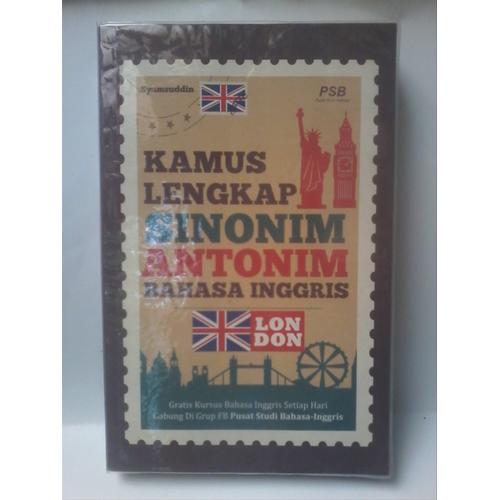 Syamsuddin
PSB
KAMUS
LENGKAP
SINONIM
ANTONIM
BAHASA INGGRIS
LON
DON
Gratis Kursus Bahasa Inggris Setiap Hari
Gabung Di Grup FB Pusat Studi Bahasa-Inggris